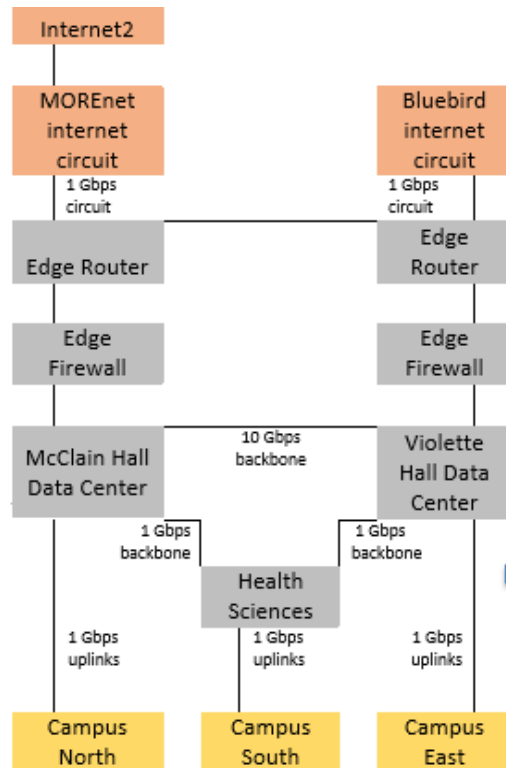 Internet2
MOREnet
internet
circuit
Bluebird
internet
circuit
1 Gbps
circuit
1 Gbps
circuit
Edge Router
Edge
Router
Edge
Firewall
Edge
Firewall
McClain Hall
Data Center
10 Gbps
backbone
Violette
Hall Data
Center
1 Gbps
backbone
1 Gbps
backbone
Health
Sciences
1 Gbps
uplinks
1 Gbps
uplinks
1 Gbps
uplinks
Campus
North
Campus
South
Campus
East